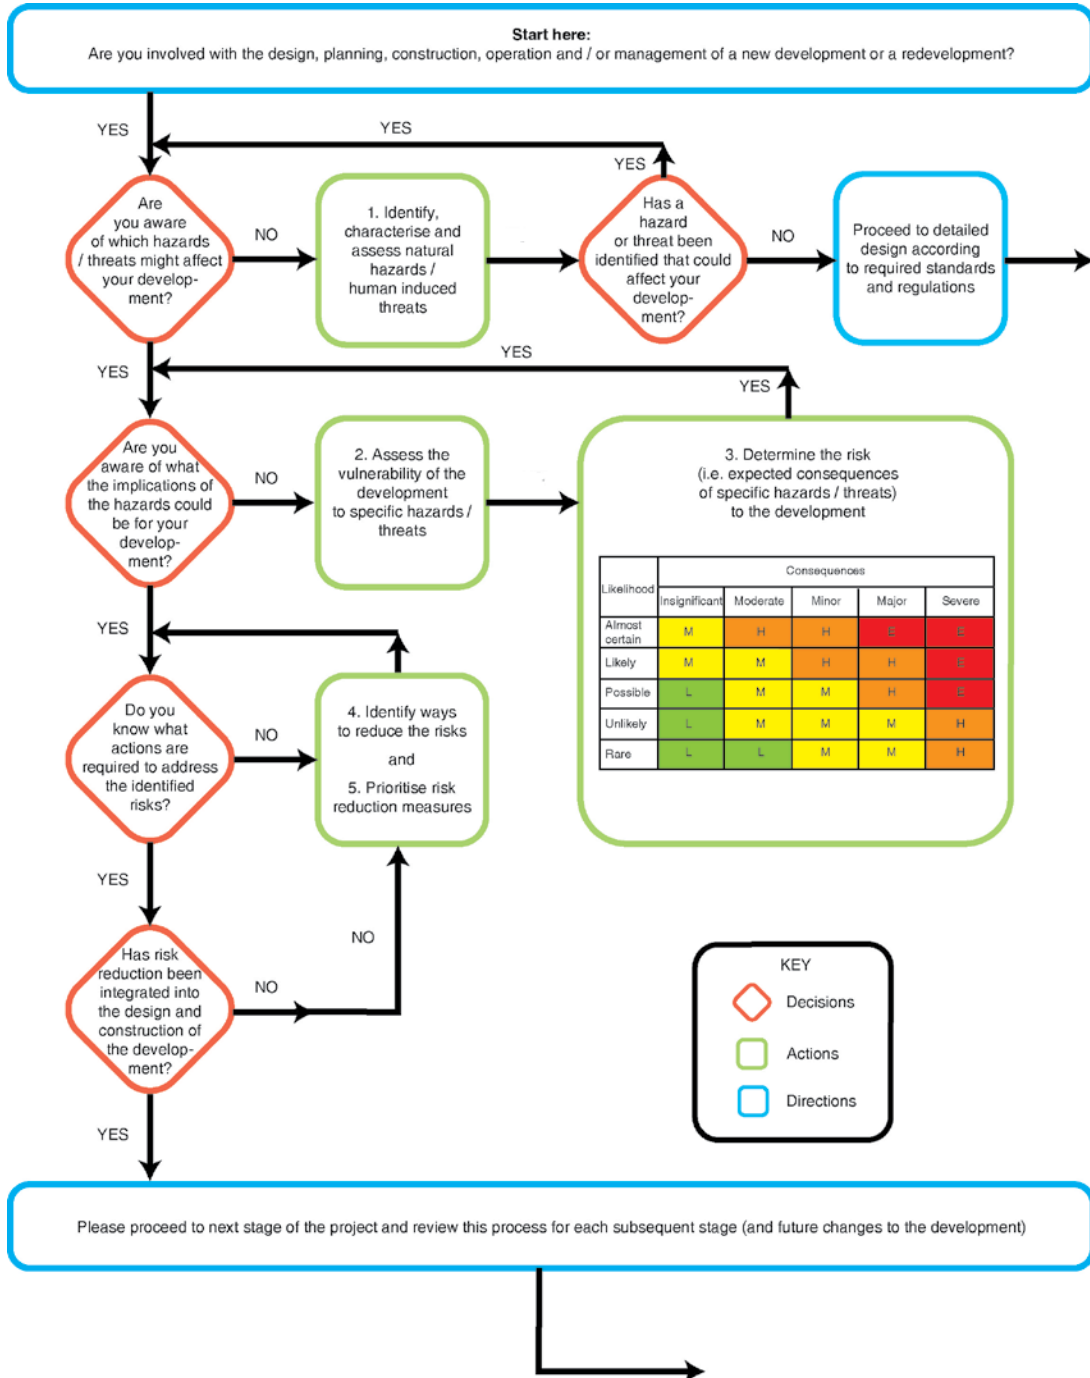 Start here:
Are you involved with the design, planning, construction, operation and / or management of a new development or a redevelopment?
YES
YES
YES
Are
you aware
of which hazards
/ threats might affect
your develop-
ment?
NO
1. Identify,
characterise and
assess natural
hazards /
human induced
threats
Has a
hazard
or threat been
identified that could
affect your
develop-
ment?
NO
Proceed to detailed
design according
to required standards
and regulations
YES
YES
YES
Are you
aware of what
the implications of
the hazards could
be for your
develop-
ment?
NO
2. Assess the
vulnerability of the
development
to specific hazards /
threats
3. Determine the risk
(i.e. expected consequences
of specific hazards / threats)
to the development
Likelihood
Consequences
Insignificant Moderate Minor Major Severe
Almost
certain
M H H E E
Likely M M H H E
Possible L M M H E
Unlikely L M M M H
Rare L L M M H
YES
Do you
know what
actions are
required to address
the identified
risks?
NO
4. Identify ways
to reduce the risks
and
5. Prioritise risk
reduction measures
YES
Has risk
reduction been
integrated into
the design and
construction of
the develop-
ment?
NO
NO
YES
KEY
Decisions
Actions
Directions
Please proceed to next stage of the project and review this process for each subsequent stage (and future changes to the development)